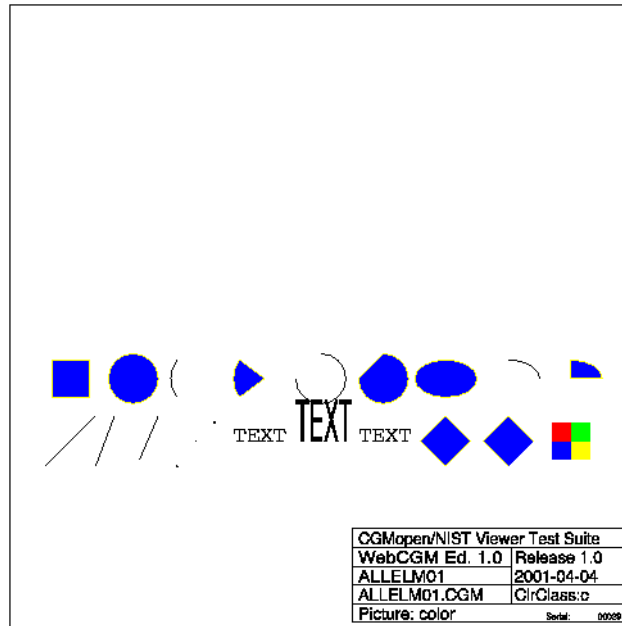 TEXT TEXT TEXT
CGMopen/NIST Viewer Test Suite
WebCGM Ed. 1.0 Release 1.0
ALLELM01 2001-04-04
ALLELM01.CGM ClrClass:c
Picture: color Serial: